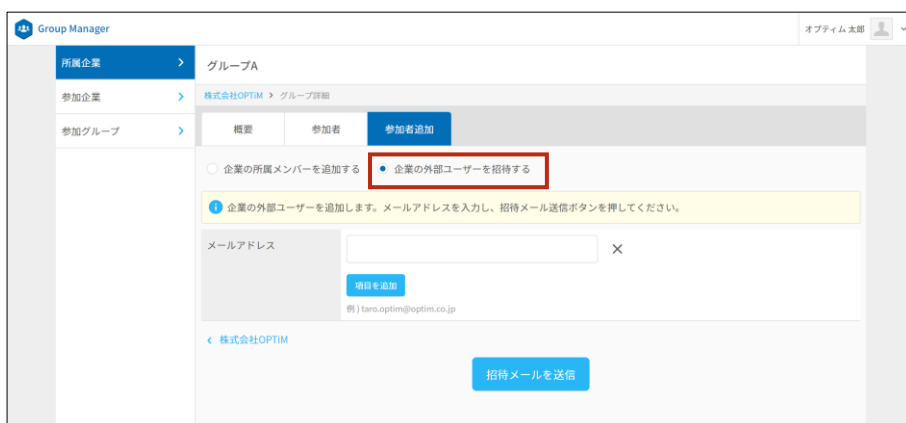 Group Manager
オプティム 太郎
所属企業
参加企業
参加グループ
グループA
株式会社OPTiM > グループ詳細
概要
参加者
参加者追加
企業の所属メンバーを追加する
企業の外部ユーザーを招待する
企業の外部ユーザーを追加します。メールアドレスを入力し、招待メール送信ボタンを押してください。
メールアドレス
項目を追加
例 ) taro.optim@optim.co.jp
株式会社OPTiM
招待メールを送信